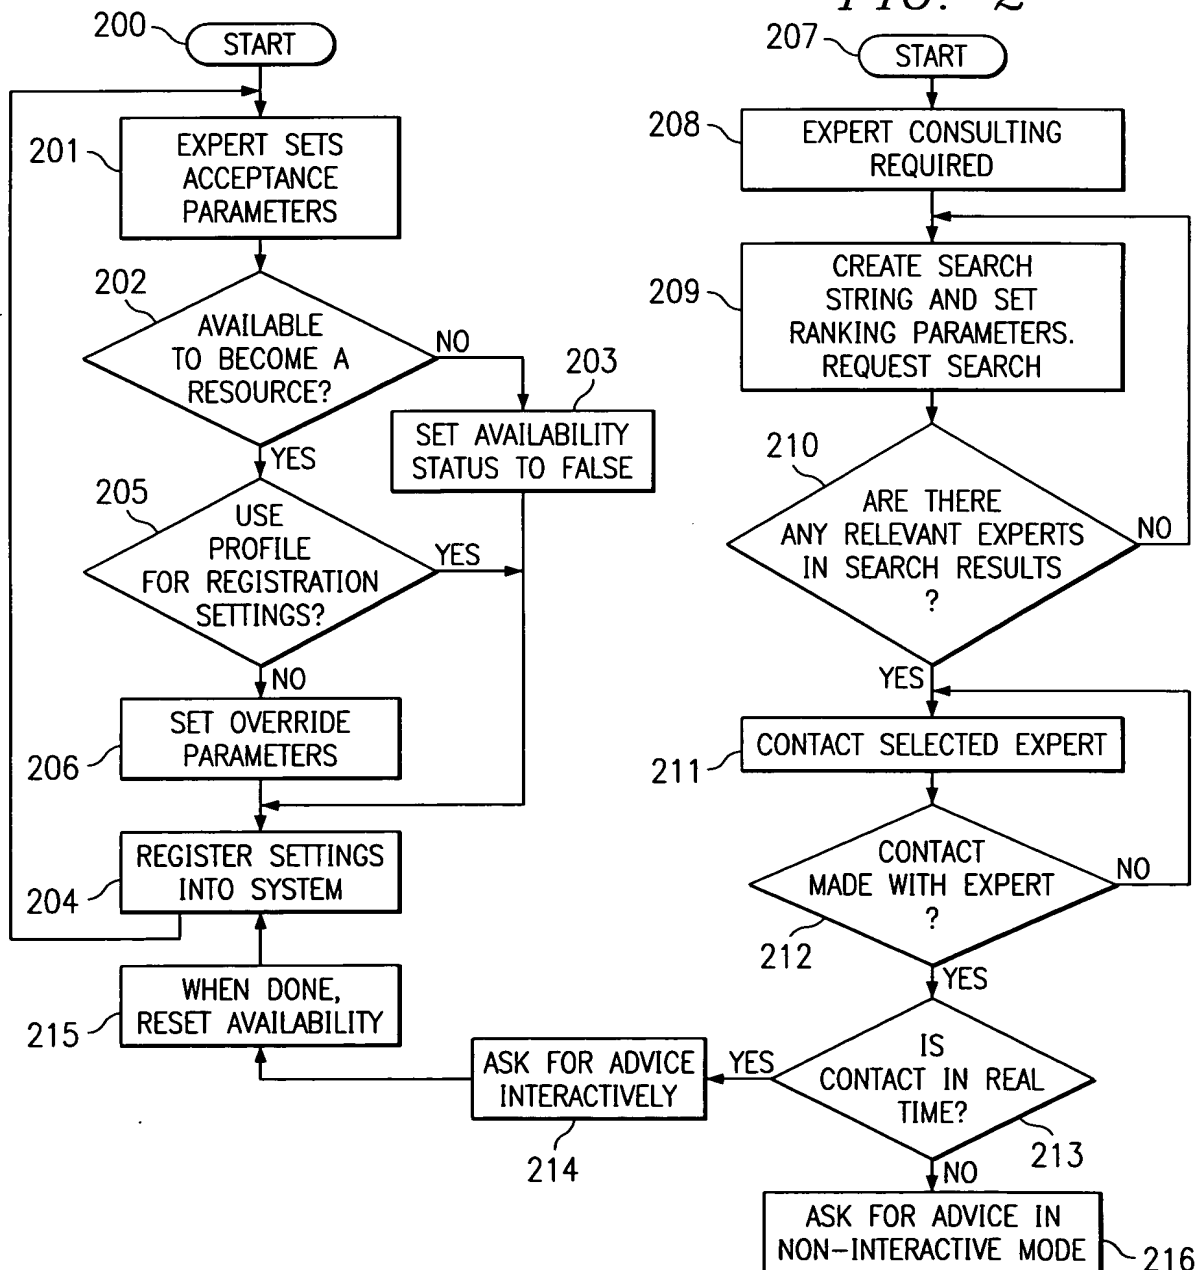 FIG. 2
200
START
201
EXPERT SETS
ACCEPTANCE
PARAMETERS
202
AVAILABLE
TO BECOME A
RESOURCE?
NO
203
SET AVAILABILITY
STATUS TO FALSE
YES
205
USE
PROFILE
FOR REGISTRATION
SETTINGS?
YES
NO
SET OVERRIDE
PARAMETERS
206
REGISTER SETTINGS
INTO SYSTEM
204
WHEN DONE,
RESET AVAILABILITY
215
207
START
208
EXPERT CONSULTING
REQUIRED
209
CREATE SEARCH
STRING AND SET
RANKING PARAMETERS.
REQUEST SEARCH
210
ARE THERE
ANY RELEVANT EXPERTS
IN SEARCH RESULTS
?
NO
YES
CONTACT SELECTED EXPERT
211
CONTACT
MADE WITH EXPERT
?
NO
212
YES
IS
CONTACT IN REAL
TIME?
213
YES
ASK FOR ADVICE
INTERACTIVELY
214
NO
ASK FOR ADVICE IN
NON-INTERACTIVE MODE
216